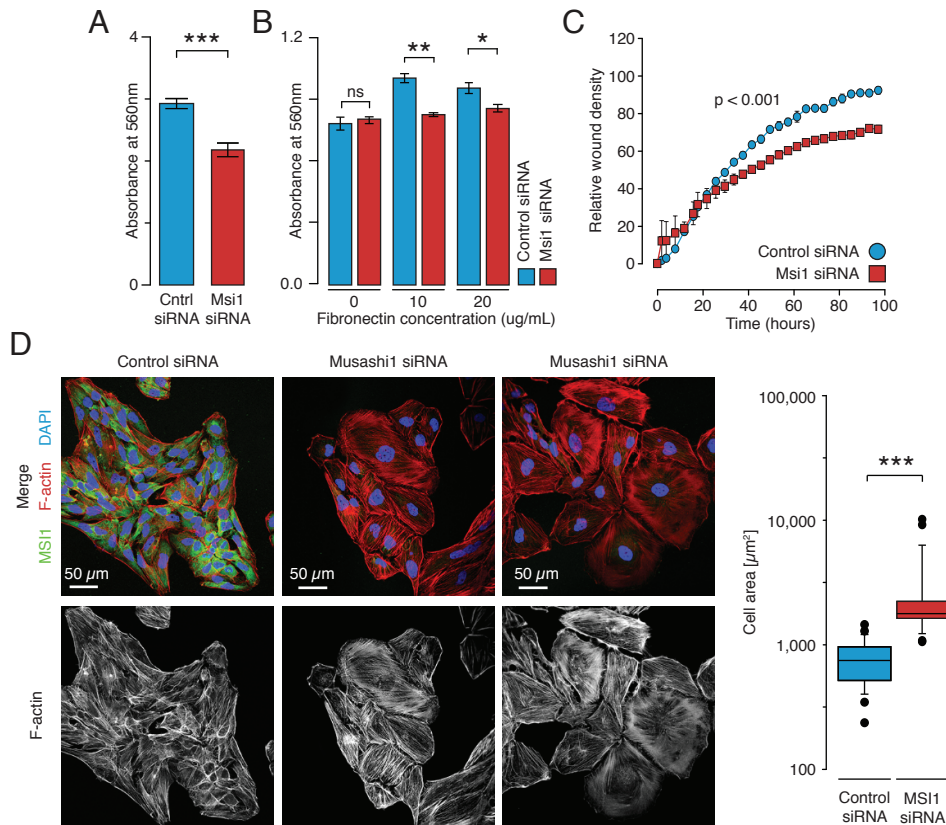 A
4
***
Absorbance at 560nm
0
Cntrl
siRNA
Msi1
siRNA
B
1.2
ns
**
*
Absorbance at 560nm
0.0
0
10
20
Fibronectin concentration (ug/mL)
Control siRNA
Msi1 siRNA
C
120
100
80
60
40
20
0
Relative wound density
p < 0.001
Control siRNA
Msi1 siRNA
0
20
40
60
80
100
Time (hours)
D
Control siRNA
Musashi1 siRNA
Musashi1 siRNA
Merge
MSI1 F-actin DAPI
50 µm
50 µm
50 µm
F-actin
100,000
10,000
1,000
100
***
Cell area [µm²]
Control
siRNA
MSI1
siRNA